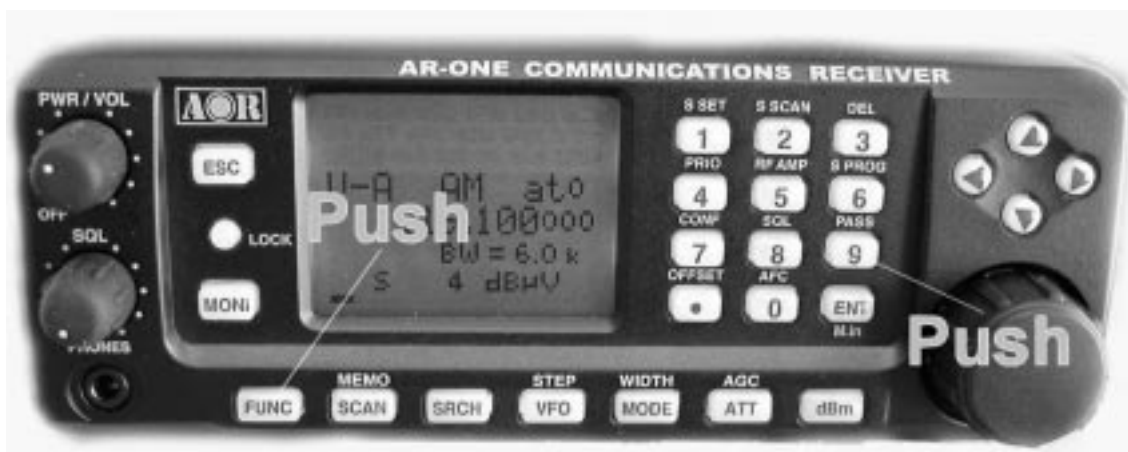 AR-ONE COMMUNICATIONS RECEIVER
PWR / VOL
AOR
S SET S SCAN DEL
1 2 3
ESC
PRIO RF AMP S PROG
4 5 6
V-A AM ato
OFF
Push
100000
CONF SQL PASS
7 8 9
SQL
LOCK
BW = 6.0 k
OFFSET AFC
S 4 dBµV
MONi
• 0 ENT
M.in
Push
PHONES
MEMO STEP WIDTH AGC
FUNC SCAN SRCH VFO MODE ATT dBm